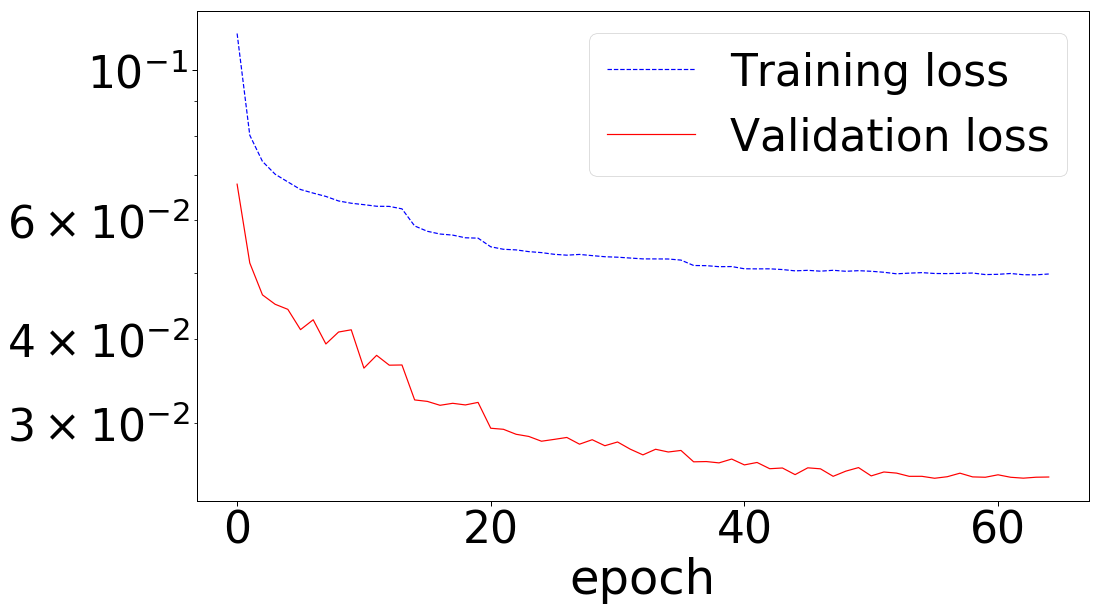 10⁻¹
6 × 10⁻²
4 × 10⁻²
3 × 10⁻²
Training loss
Validation loss
0 20 40 60
epoch